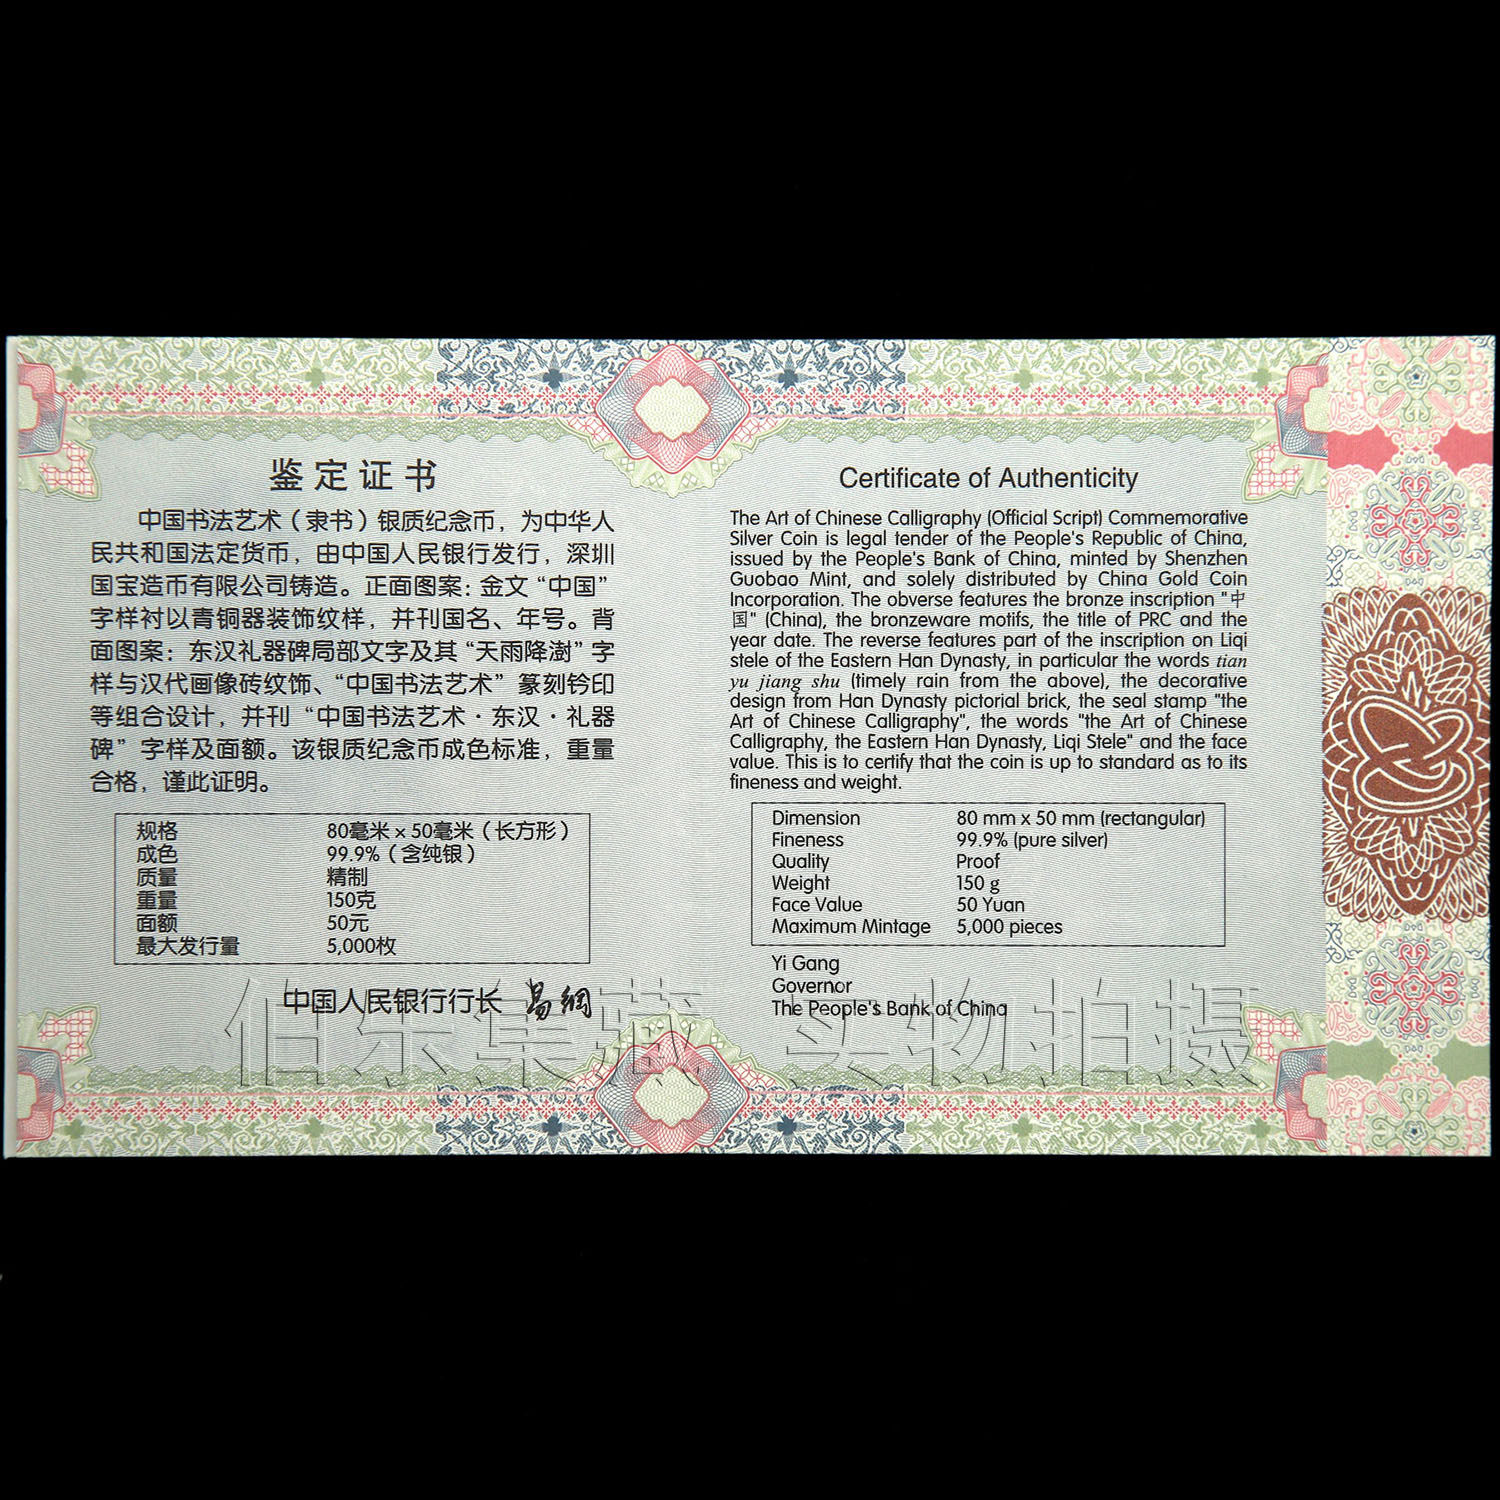 鉴定证书
中国书法艺术（隶书）银质纪念币，为中华人
民共和国法定货币，由中国人民银行发行，深圳
国宝造币有限公司铸造。正面图案：金文“中国”
字样衬以青铜器装饰纹样，并刊国名、年号。背
面图案：东汉礼器碑局部文字及其“天雨降澍”字
样与汉代画像砖纹饰、“中国书法艺术”篆刻钤印
等组合设计，并刊“中国书法艺术·东汉·礼器
碑”字样及面额。该银质纪念币成色标准，重量
合格，谨此证明。
规格 80毫米×50毫米（长方形）
成色 99.9%（含纯银）
质量 精制
重量 150克
面额 50元
最大发行量 5,000枚
中国人民银行行长 易纲
Certificate of Authenticity
The Art of Chinese Calligraphy (Official Script) Commemorative
Silver Coin is legal tender of the People's Republic of China,
issued by the People's Bank of China, minted by Shenzhen
Guobao Mint, and solely distributed by China Gold Coin
Incorporation. The obverse features the bronze inscription "中
国" (China), the bronzeware motifs, the title of PRC and the
year date. The reverse features part of the inscription on Liqi
stele of the Eastern Han Dynasty, in particular the words tian
yu jiang shu (timely rain from the above), the decorative
design from Han Dynasty pictorial brick, the seal stamp "the
Art of Chinese Calligraphy", the words "the Art of Chinese
Calligraphy, the Eastern Han Dynasty, Liqi Stele" and the face
value. This is to certify that the coin is up to standard as to its
fineness and weight.
Dimension 80 mm x 50 mm (rectangular)
Fineness 99.9% (pure silver)
Quality Proof
Weight 150 g
Face Value 50 Yuan
Maximum Mintage 5,000 pieces
Yi Gang
Governor
The People's Bank of China
伯乐集藏 实物拍摄